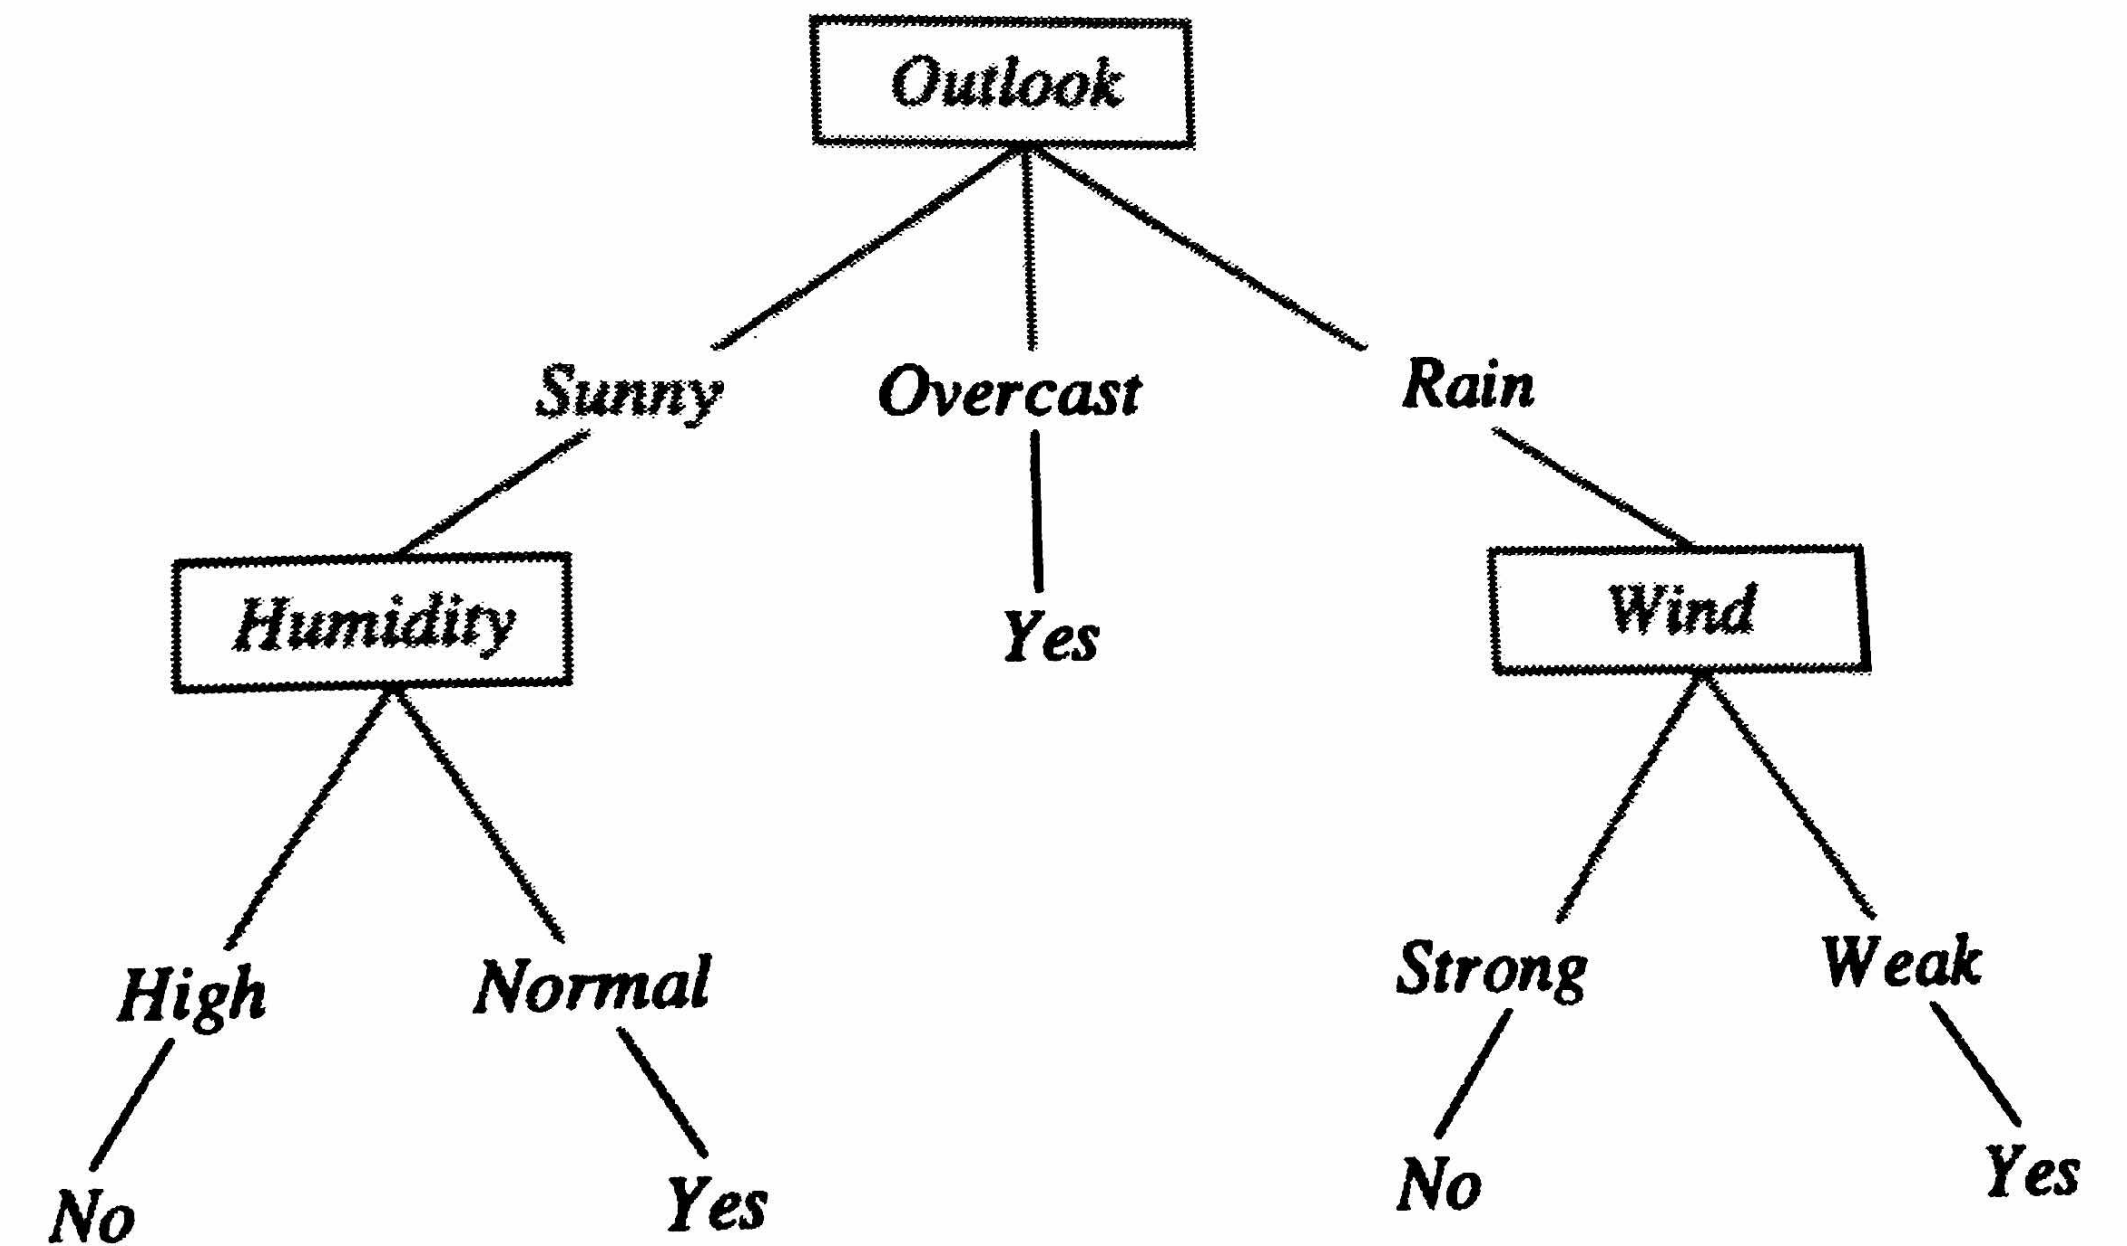 Outlook
Sunny Overcast Rain
Humidity Yes Wind
High Normal Strong Weak
No Yes No Yes